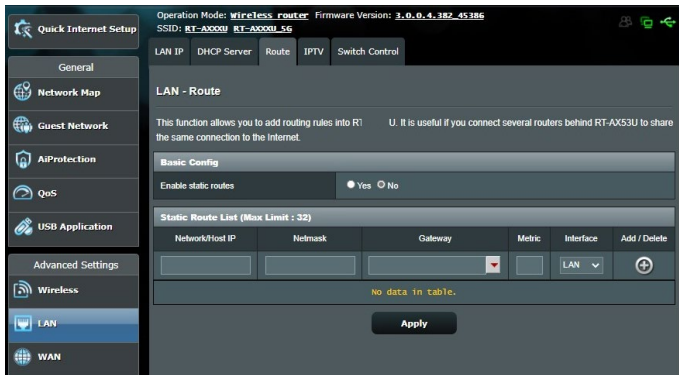 Operation Mode: Wireless router Firmware Version: 3.0.0.4.382_45386
SSID: RT-AXXXU RT-AXXXU_5G
Quick Internet Setup
General
Network Map
Guest Network
AiProtection
QoS
USB Application
Advanced Settings
Wireless
LAN
WAN
LAN IP DHCP Server Route IPTV Switch Control
LAN - Route
This function allows you to add routing rules into RT U. It is useful if you connect several routers behind RT-AX53U to share
the same connection to the Internet.
Basic Config
Enable static routes Yes No
Static Route List (Max Limit : 32)
Network/Host IP Netmask Gateway Metric Interface Add / Delete
LAN
No data in table.
Apply